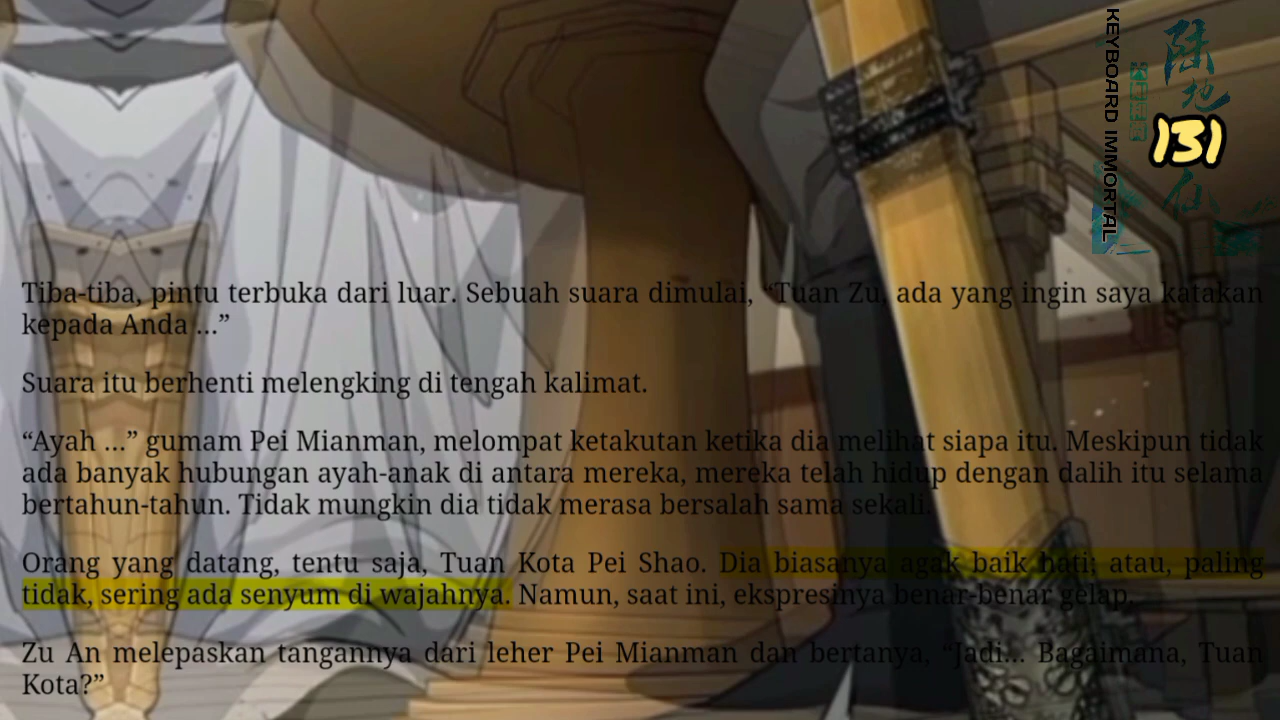 KEYBOARD IMMORTAL
陆地
131
仙
Tiba-tiba, pintu terbuka dari luar. Sebuah suara dimulai, “Tuan Zu, ada yang ingin saya katakan
kepada Anda ...”
Suara itu berhenti melengking di tengah kalimat.
“Ayah ...” gumam Pei Mianman, melompat ketakutan ketika dia melihat siapa itu. Meskipun tidak
ada banyak hubungan ayah-anak di antara mereka, mereka telah hidup dengan dalih itu selama
bertahun-tahun. Tidak mungkin dia tidak merasa bersalah sama sekali.
Orang yang datang, tentu saja, Tuan Kota Pei Shao. Dia biasanya agak baik hati; atau, paling
tidak, sering ada senyum di wajahnya. Namun, saat ini, ekspresinya benar-benar gelap.
Zu An melepaskan tangannya dari leher Pei Mianman dan bertanya, “Jadi... Bagaimana, Tuan
Kota?”